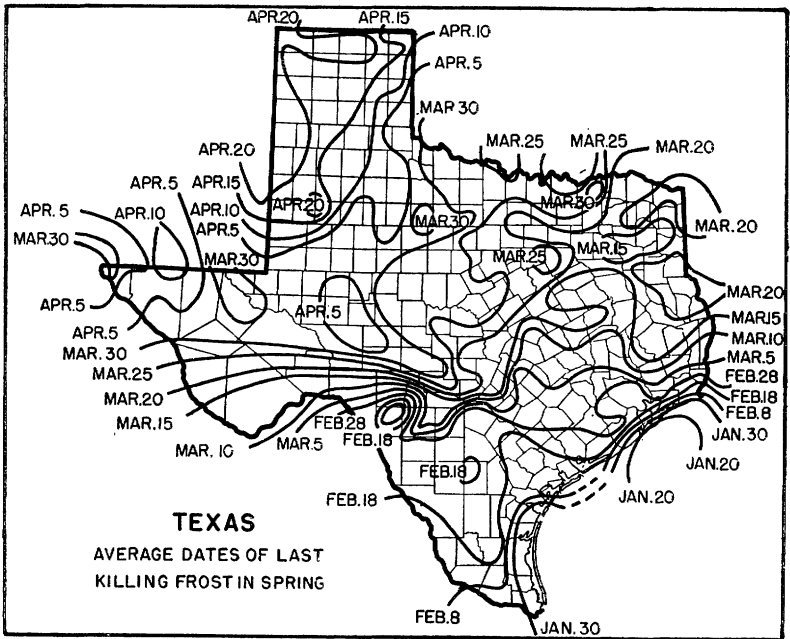 APR.20
APR.15
APR.10
APR.5
MAR 30
MAR.25
MAR.25
MAR.20
APR.20
APR.5
APR.15
APR.20
MAR.30
APR. 5
APR.10
APR.10
MAR.30
MAR.20
MAR.30
APR.5
MAR.15
MAR.30
MAR.25
APR.5
MAR.20
APR.5
MAR.15
APR.5
MAR.10
MAR. 30
MAR.5
MAR.25
FEB.28
MAR.20
FEB.18
MAR.15
FEB.8
FEB.28
JAN.30
MAR. 10
MAR.5
FEB.18
JAN.20
FEB.18
FEB.18
JAN.20
TEXAS
AVERAGE DATES OF LAST
KILLING FROST IN SPRING
FEB.8
JAN.30